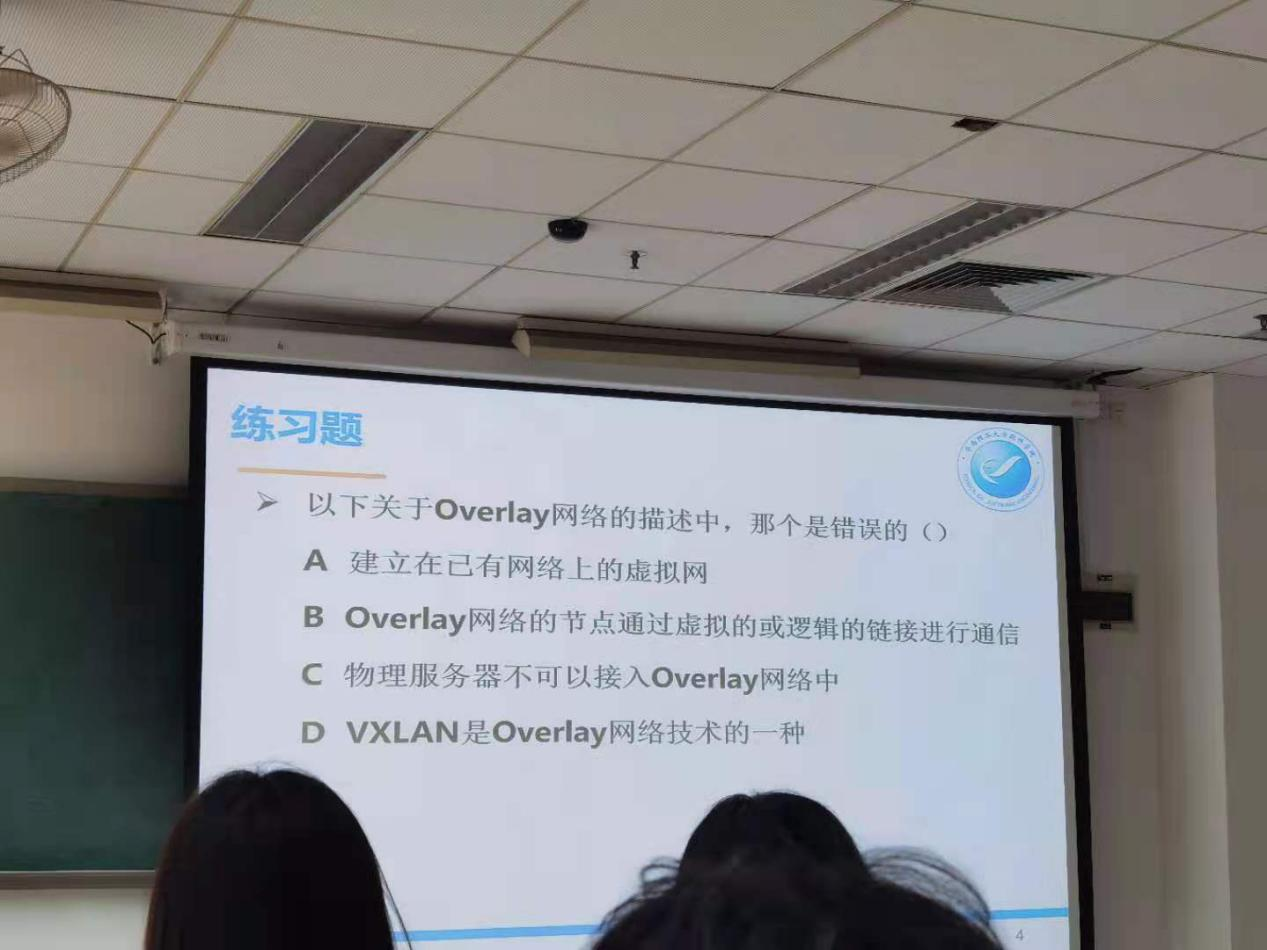 练习题
➢ 以下关于Overlay网络的描述中，那个是错误的（）
A 建立在已有网络上的虚拟网
B Overlay网络的节点通过虚拟的或逻辑的链接进行通信
C 物理服务器不可以接入Overlay网络中
D VXLAN是Overlay网络技术的一种
4